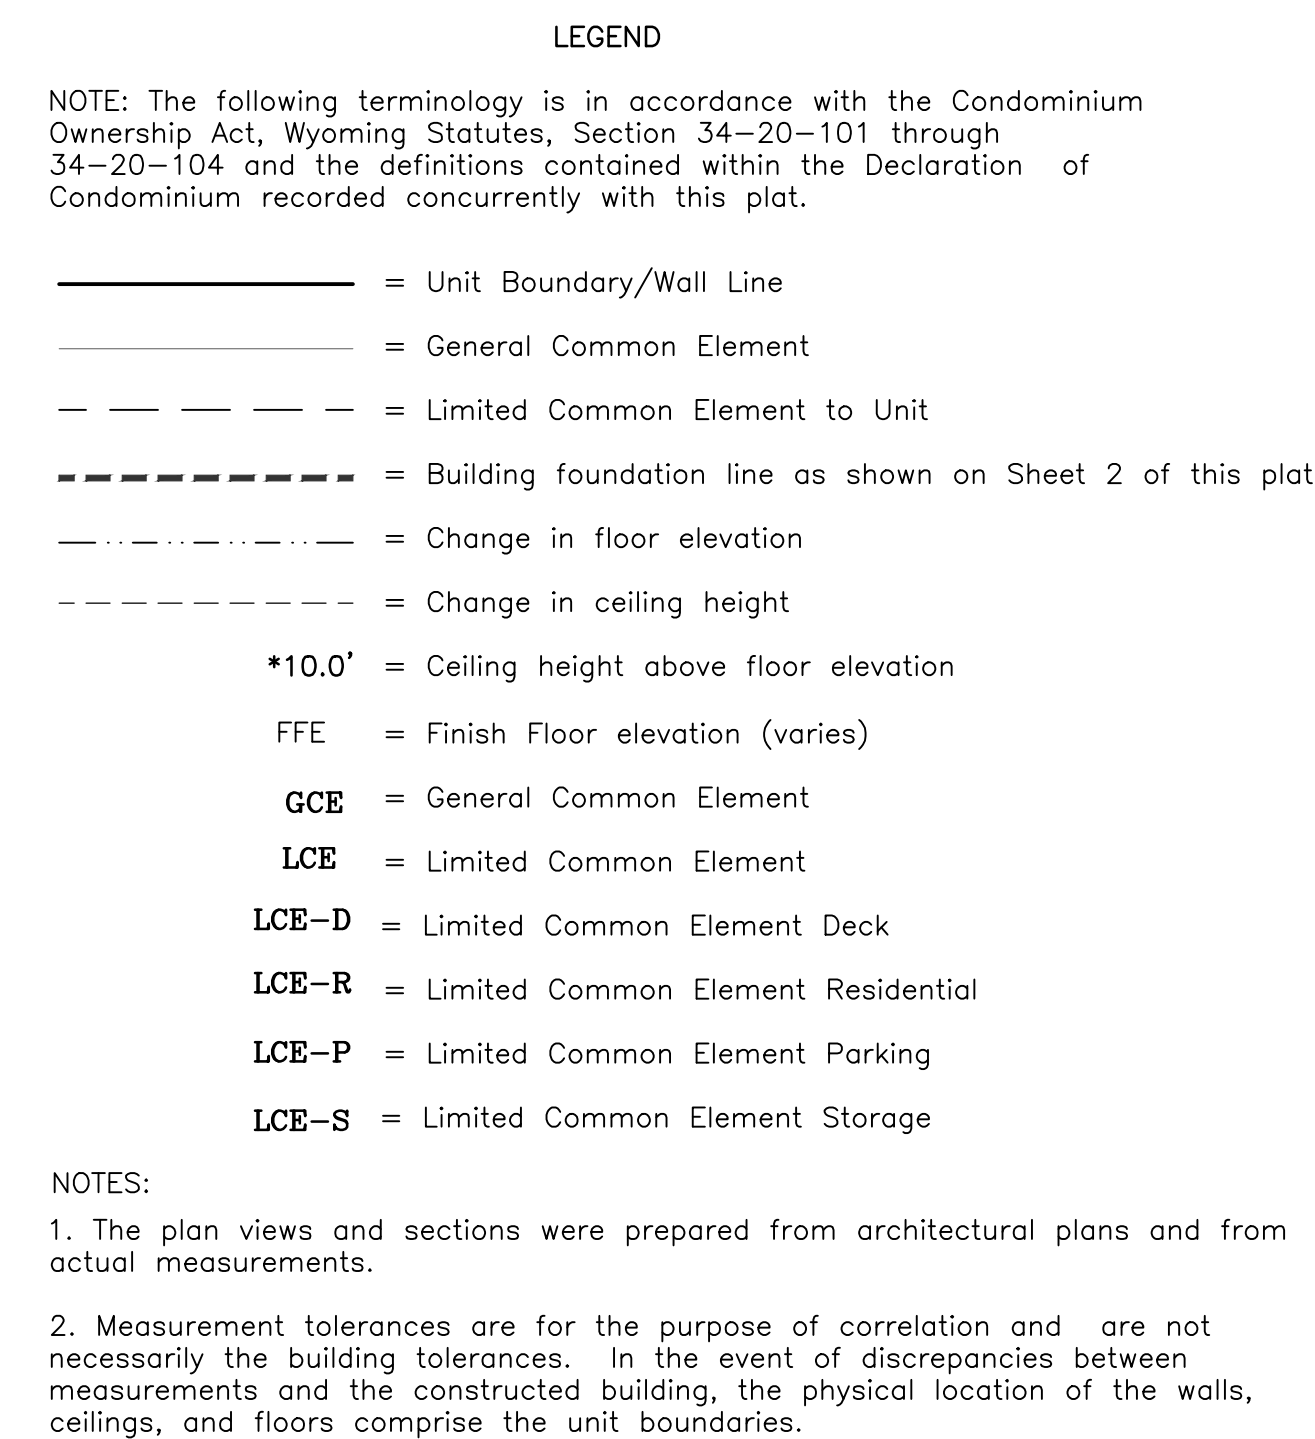 LEGEND
NOTE: The following terminology is in accordance with the Condominium
Ownership Act, Wyoming Statutes, Section 34-20-101 through
34-20-104 and the definitions contained within the Declaration of
Condominium recorded concurrently with this plat.
= Unit Boundary/Wall Line
= General Common Element
= Limited Common Element to Unit
= Building foundation line as shown on Sheet 2 of this plat
= Change in floor elevation
= Change in ceiling height
*10.0' = Ceiling height above floor elevation
FFE = Finish Floor elevation (varies)
GCE = General Common Element
LCE = Limited Common Element
LCE-D = Limited Common Element Deck
LCE-R = Limited Common Element Residential
LCE-P = Limited Common Element Parking
LCE-S = Limited Common Element Storage
NOTES:
1. The plan views and sections were prepared from architectural plans and from
actual measurements.
2. Measurement tolerances are for the purpose of correlation and are not
necessarily the building tolerances. In the event of discrepancies between
measurements and the constructed building, the physical location of the walls,
ceilings, and floors comprise the unit boundaries.